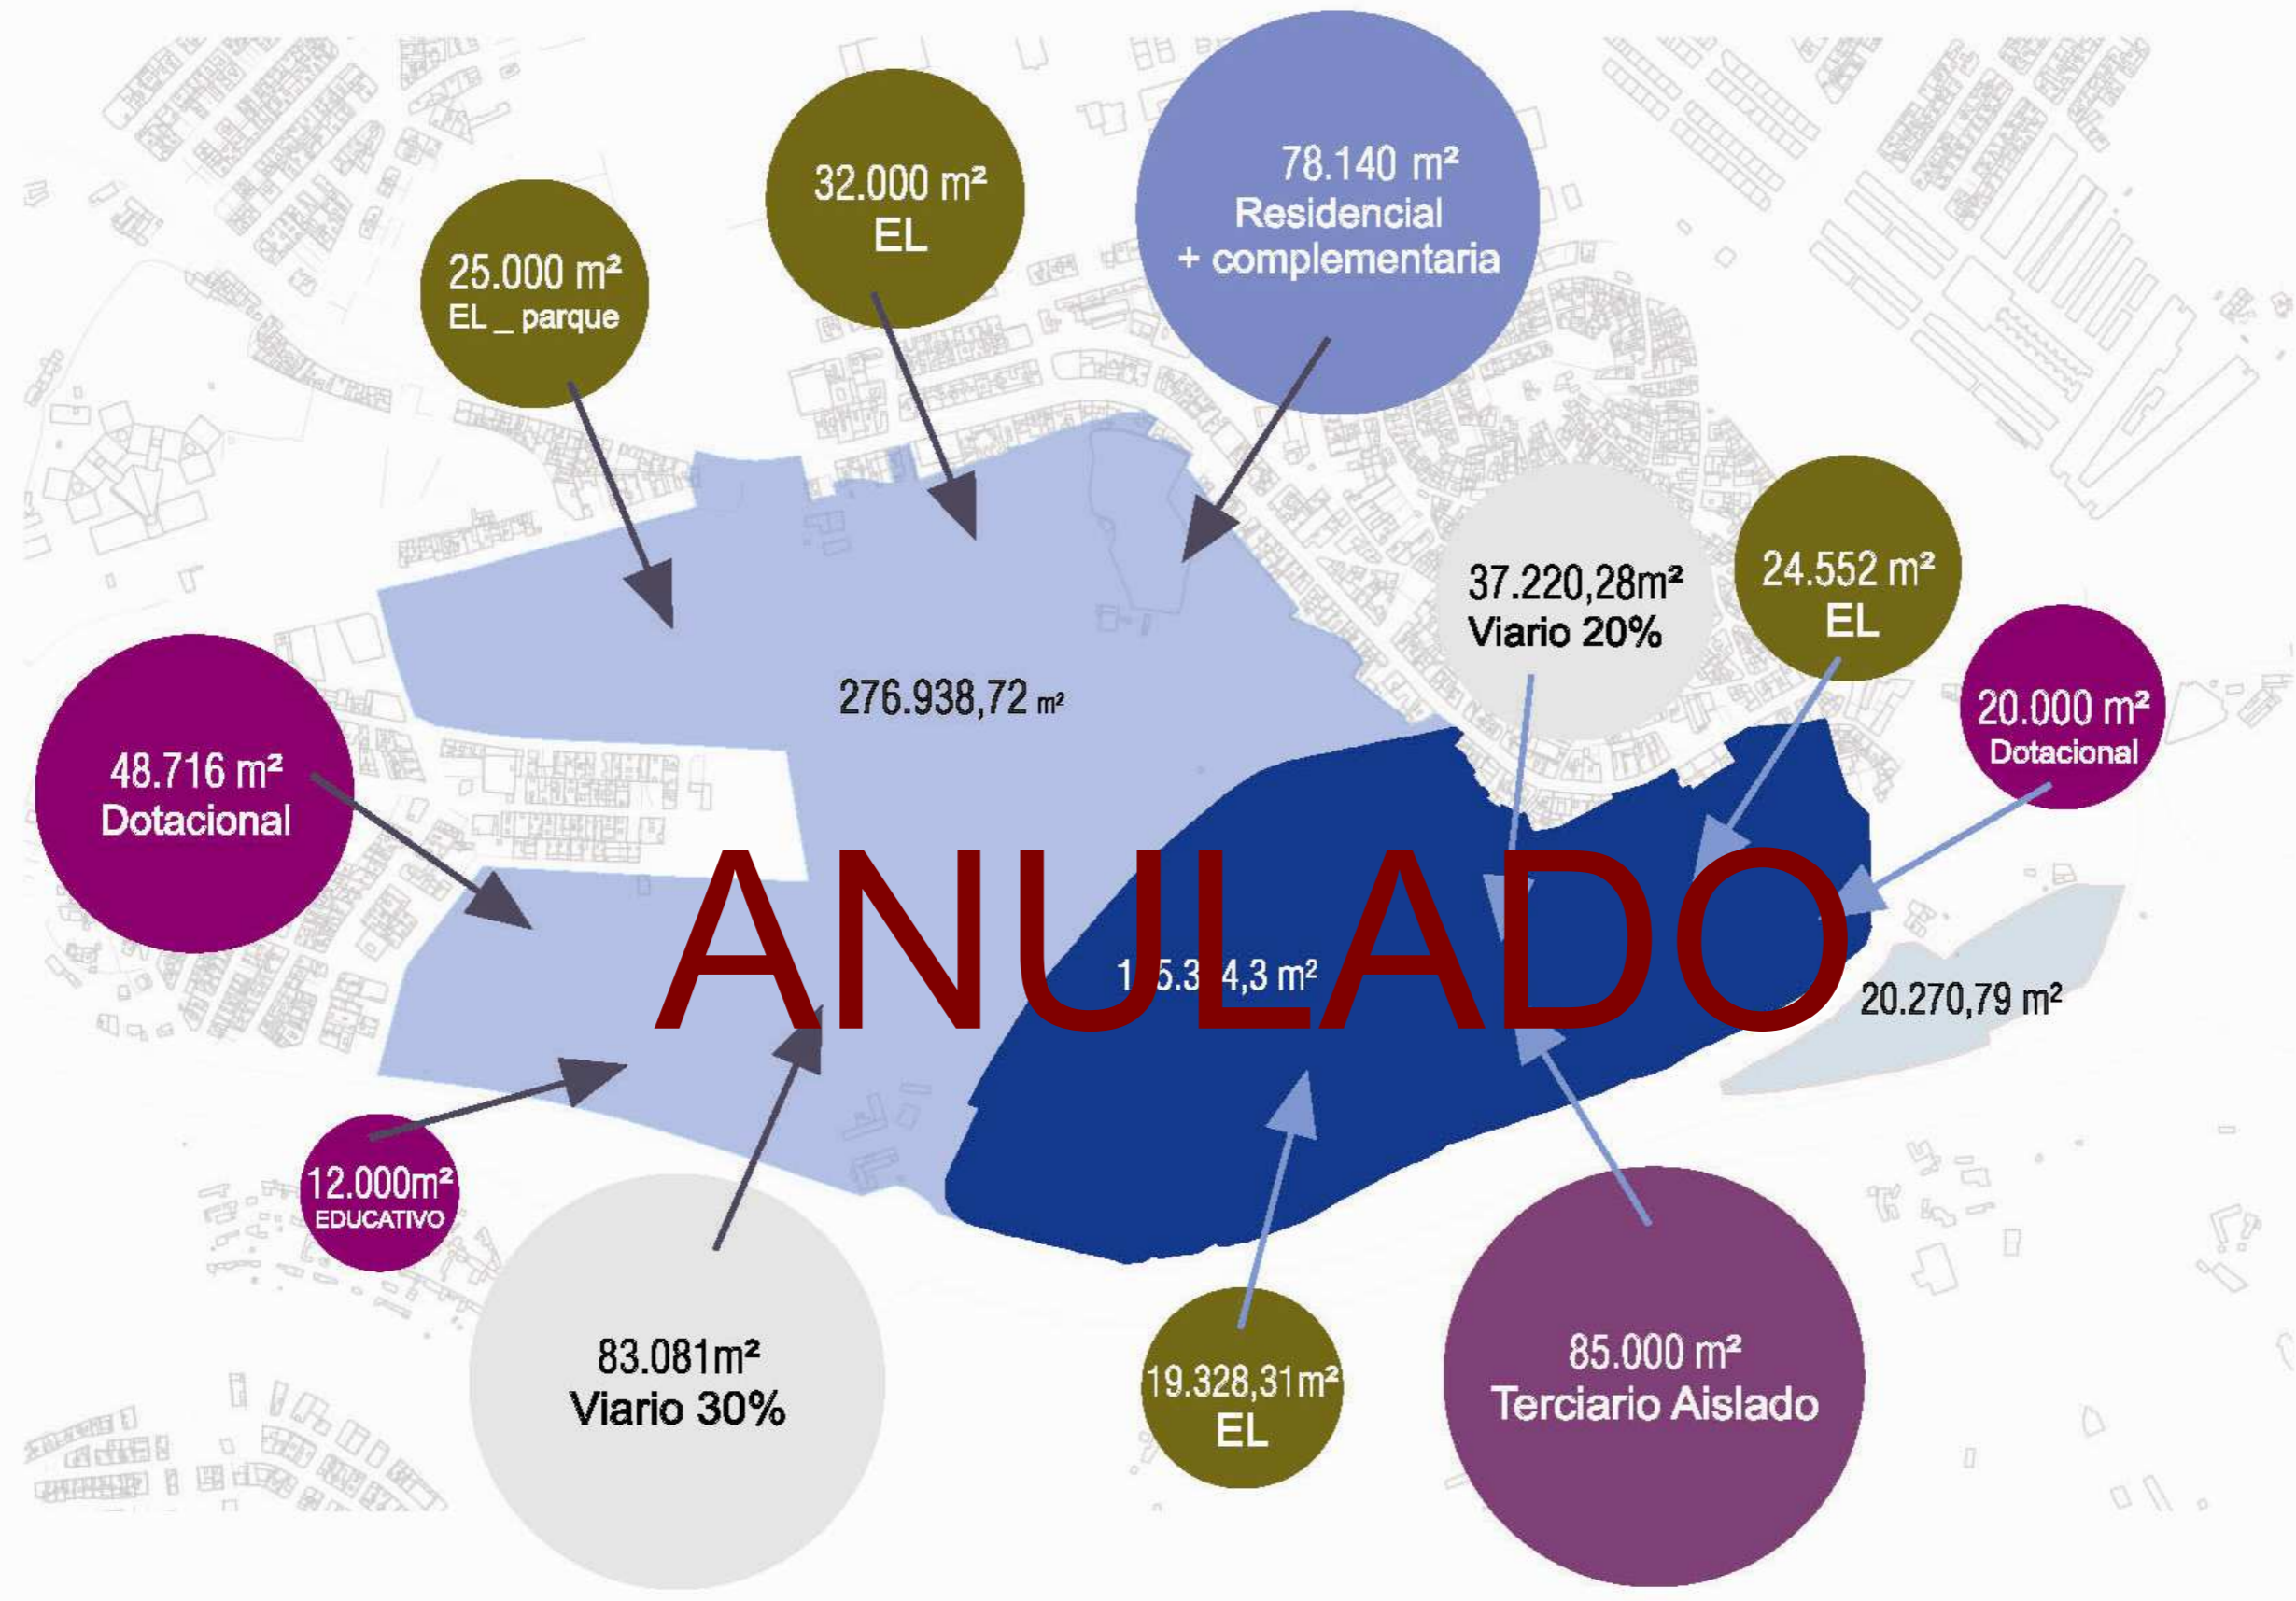 78.140 m²
Residencial
+ complementaria
32.000 m²
EL
25.000 m²
EL _ parque
37.220,28m²
Viario 20%
24.552 m²
EL
20.000 m²
Dotacional
276.938,72 m²
48.716 m²
Dotacional
ANULADO
20.270,79 m²
12.000m²
EDUCATIVO
83.081m²
Viario 30%
19.328,31m²
EL
85.000 m²
Terciario Aislado